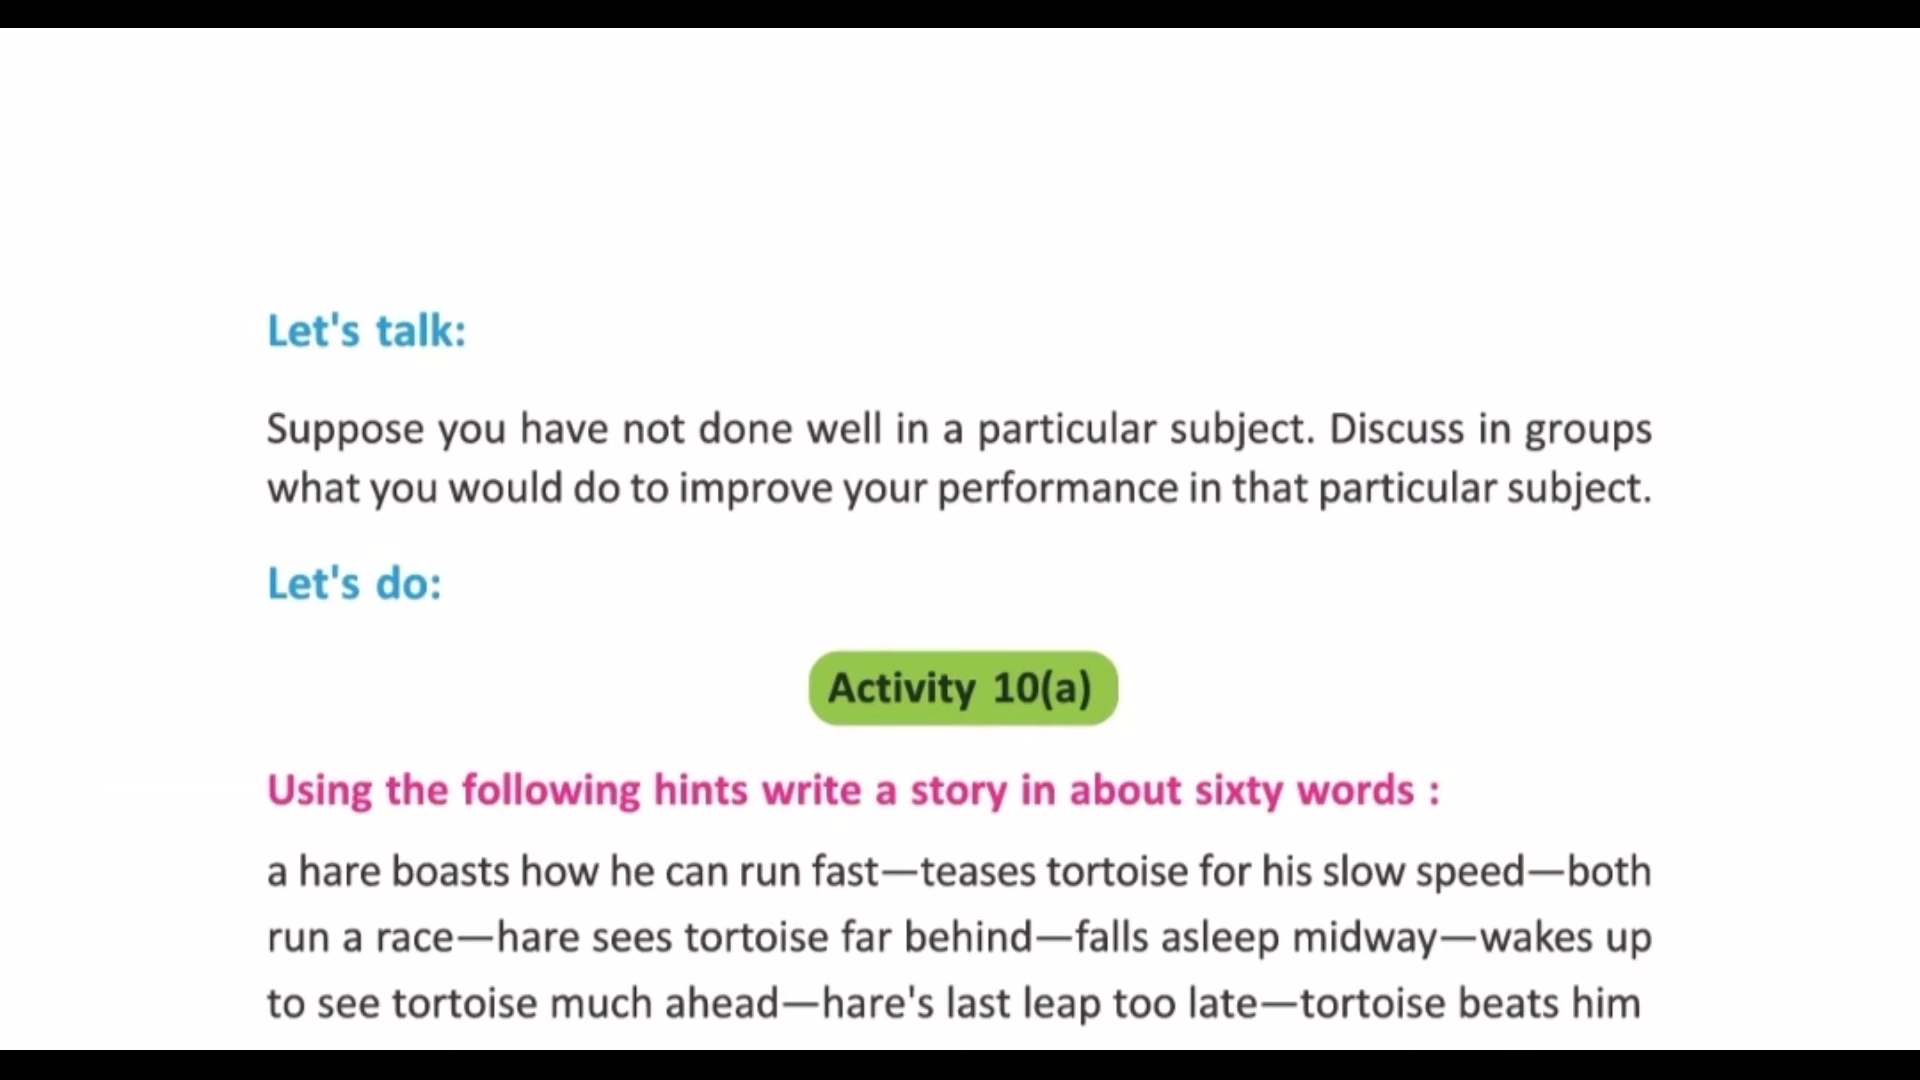 Let's talk:
Suppose you have not done well in a particular subject. Discuss in groups
what you would do to improve your performance in that particular subject.
Let's do:
Activity 10(a)
Using the following hints write a story in about sixty words :
a hare boasts how he can run fast—teases tortoise for his slow speed—both
run a race—hare sees tortoise far behind—falls asleep midway—wakes up
to see tortoise much ahead—hare's last leap too late—tortoise beats him